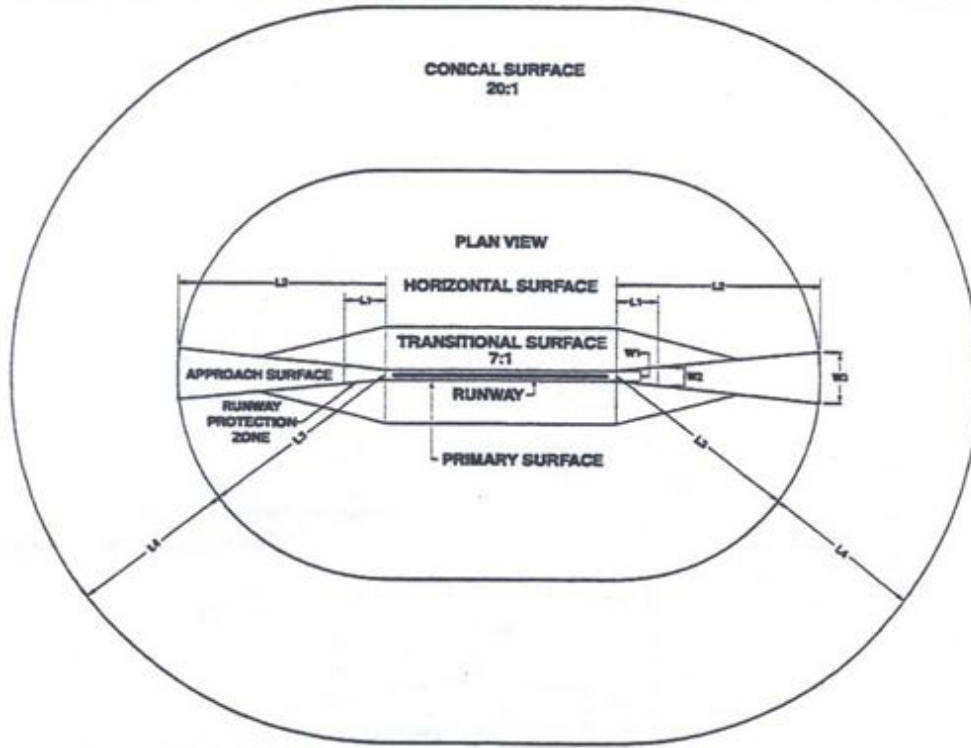 CONICAL SURFACE
20:1
PLAN VIEW
L2
HORIZONTAL SURFACE
L2
L1
L1
TRANSITIONAL SURFACE
7:1
W1
APPROACH SURFACE
W2
W3
RUNWAY
RUNWAY
PROTECTION
ZONE
L3
L3
PRIMARY SURFACE
L4
L4